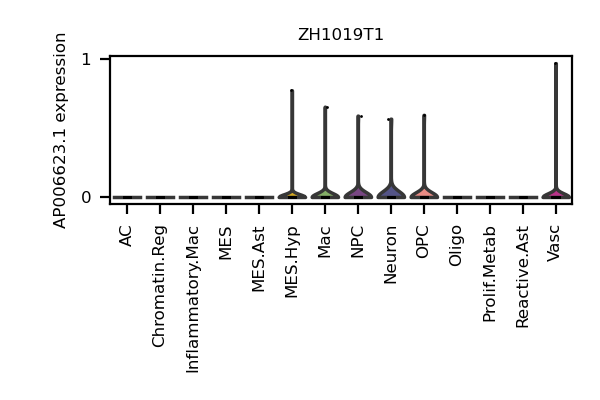 ZH1019T1
AP006623.1 expression
1
0
AC
Chromatin.Reg
Inflammatory.Mac
MES
MES.Ast
MES.Hyp
Mac
NPC
Neuron
OPC
Oligo
Prolif.Metab
Reactive.Ast
Vasc